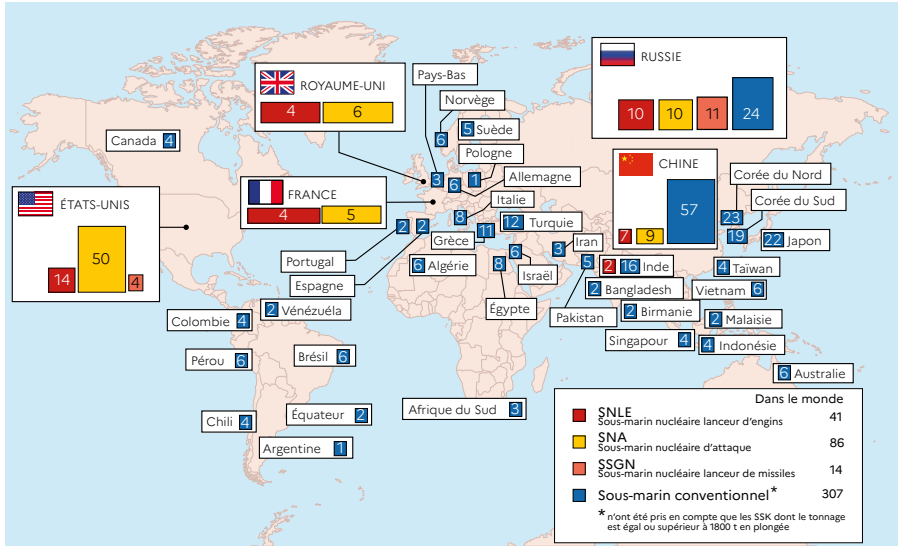 Pays-Bas
RUSSIE
10
10
11
24
ROYAUME-UNI
4
6
Norvège
6
Canada 4
5 Suède
Pologne
1
CHINE
7
9
57
Corée du Nord
23
FRANCE
4
5
3
6
Allemagne
Corée du Sud
19
ÉTATS-UNIS
14
50
4
Italie
8
12 Turquie
22 Japon
Portugal
2
2
Grèce
11
Iran
3
6 Algérie
6
Israël
5
2 16 Inde
4 Taïwan
Espagne
8
Égypte
Pakistan
2 Bangladesh
Vietnam 6
2 Vénézuéla
2 Birmanie
2 Malaisie
Colombie 4
Singapour 4
4 Indonésie
Pérou 6
Brésil 6
6 Australie
Chili 4
Équateur 2
Afrique du Sud 3
Argentine 1
Dans le monde
SNLE
Sous-marin nucléaire lanceur d'engins
41
SNA
Sous-marin nucléaire d'attaque
86
SSGN
Sous-marin nucléaire lanceur de missiles
14
Sous-marin conventionnel*
307
* n'ont été pris en compte que les SSK dont le tonnage
est égal ou supérieur à 1800 t en plongée